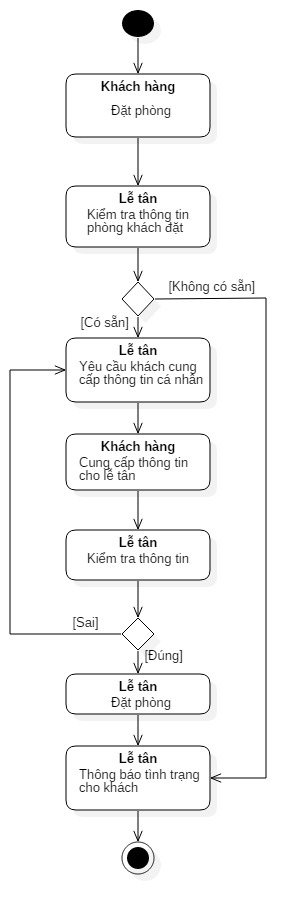 Khách hàng
Đặt phòng
Lễ tân
Kiểm tra thông tin
phòng khách đặt
[Không có sẵn]
[Có sẵn]
Lễ tân
Yêu cầu khách cung
cấp thông tin cá nhân
Khách hàng
Cung cấp thông tin
cho lễ tân
Lễ tân
Kiểm tra thông tin
[Sai]
[Đúng]
Lễ tân
Đặt phòng
Lễ tân
Thông báo tình trạng
cho khách